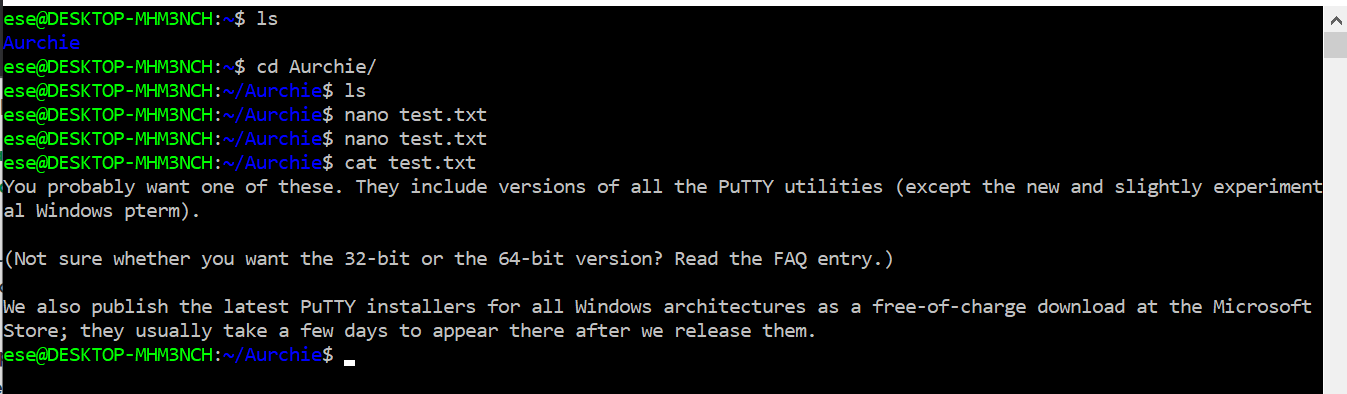 ese@DESKTOP-MHM3NCH:~$ ls
Aurchie
ese@DESKTOP-MHM3NCH:~$ cd Aurchie/
ese@DESKTOP-MHM3NCH:~/Aurchie$ ls
ese@DESKTOP-MHM3NCH:~/Aurchie$ nano test.txt
ese@DESKTOP-MHM3NCH:~/Aurchie$ nano test.txt
ese@DESKTOP-MHM3NCH:~/Aurchie$ cat test.txt
You probably want one of these. They include versions of all the PuTTY utilities (except the new and slightly experiment
al Windows pterm).
(Not sure whether you want the 32-bit or the 64-bit version? Read the FAQ entry.)
We also publish the latest PuTTY installers for all Windows architectures as a free-of-charge download at the Microsoft
Store; they usually take a few days to appear there after we release them.
ese@DESKTOP-MHM3NCH:~/Aurchie$